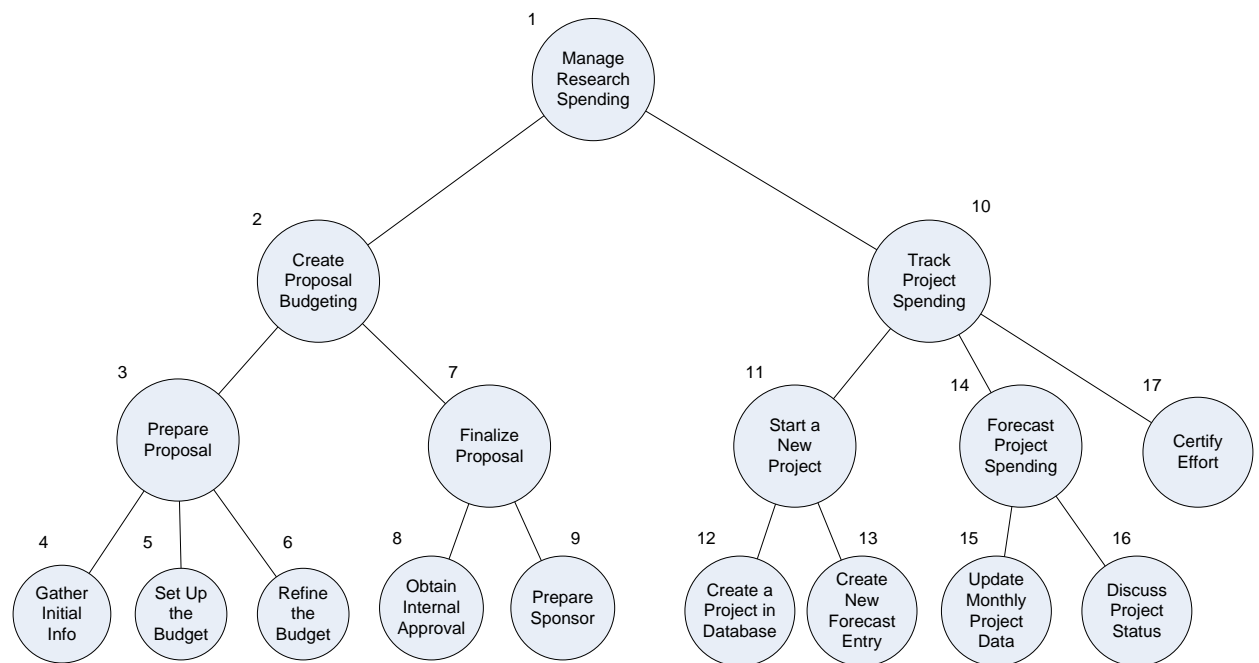 1
Manage
Research
Spending
2
Create
Proposal
Budgeting
10
Track
Project
Spending
3
Prepare
Proposal
7
Finalize
Proposal
11
Start a
New
Project
14
Forecast
Project
Spending
17
Certify
Effort
4
Gather
Initial
Info
5
Set Up
the
Budget
6
Refine
the
Budget
8
Obtain
Internal
Approval
9
Prepare
Sponsor
12
Create a
Project in
Database
13
Create
New
Forecast
Entry
15
Update
Monthly
Project
Data
16
Discuss
Project
Status